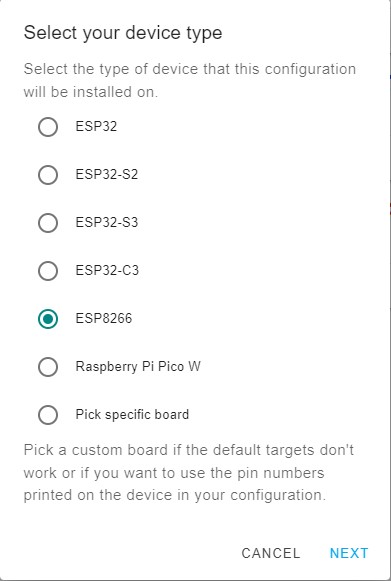 Select your device type
Select the type of device that this configuration
will be installed on.
ESP32
ESP32-S2
ESP32-S3
ESP32-C3
ESP8266
Raspberry Pi Pico W
Pick specific board
Pick a custom board if the default targets don't
work or if you want to use the pin numbers
printed on the device in your configuration.
CANCEL NEXT